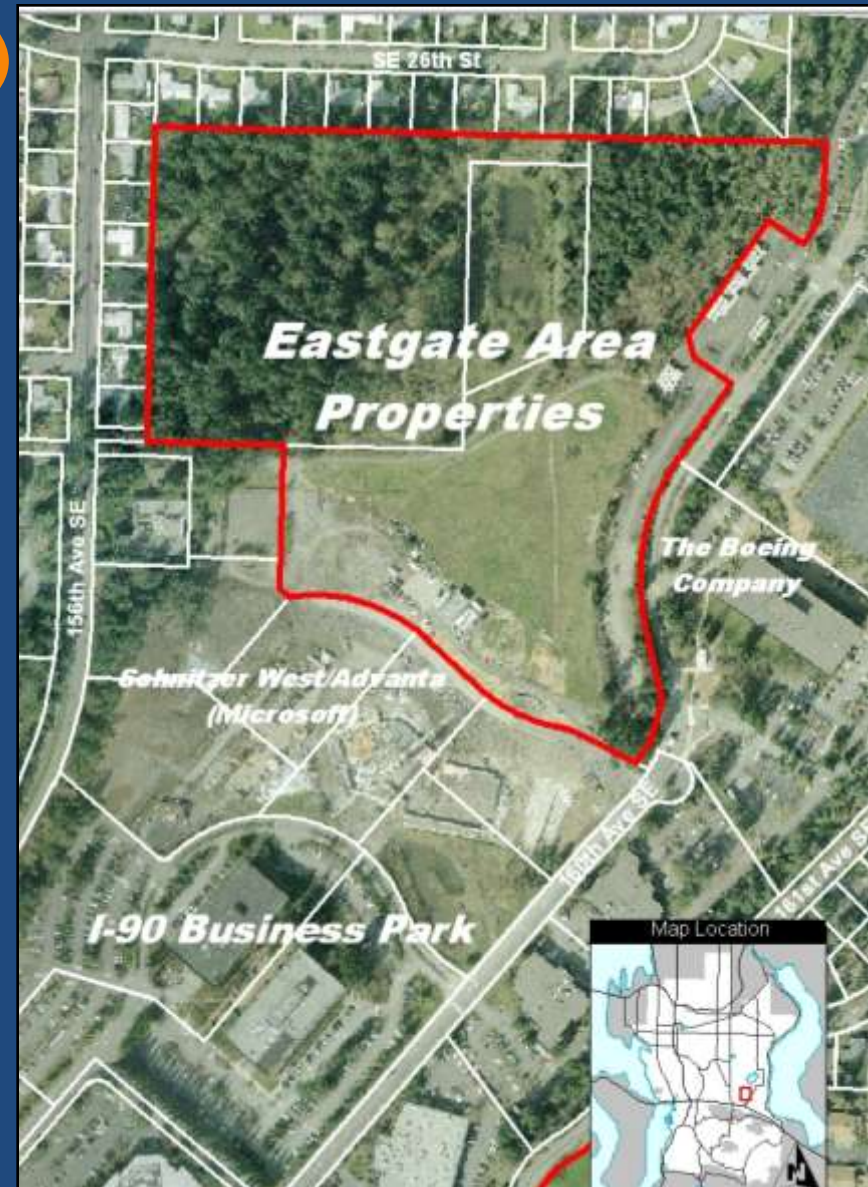 SE 26th St
Eastgate Area
Properties
156th Ave SE
The Boeing
Company
Schnitzer West/Advanta
(Microsoft)
160th Ave SE
161st Ave S
I-90 Business Park
Map Location
N